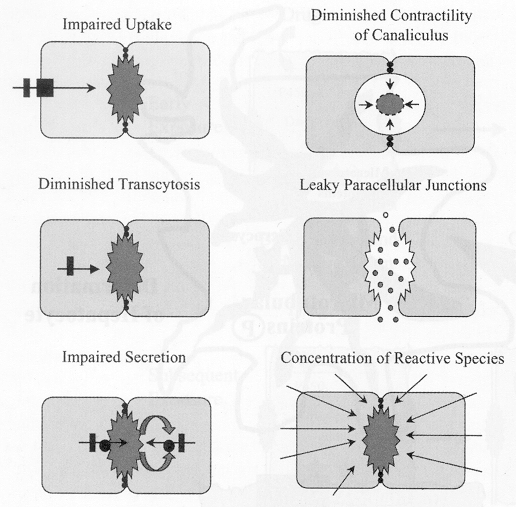 Impaired Uptake
Diminished Contractility
of Canaliculus
Diminished Transcytosis
Leaky Paracellular Junctions
Impaired Secretion
Concentration of Reactive Species